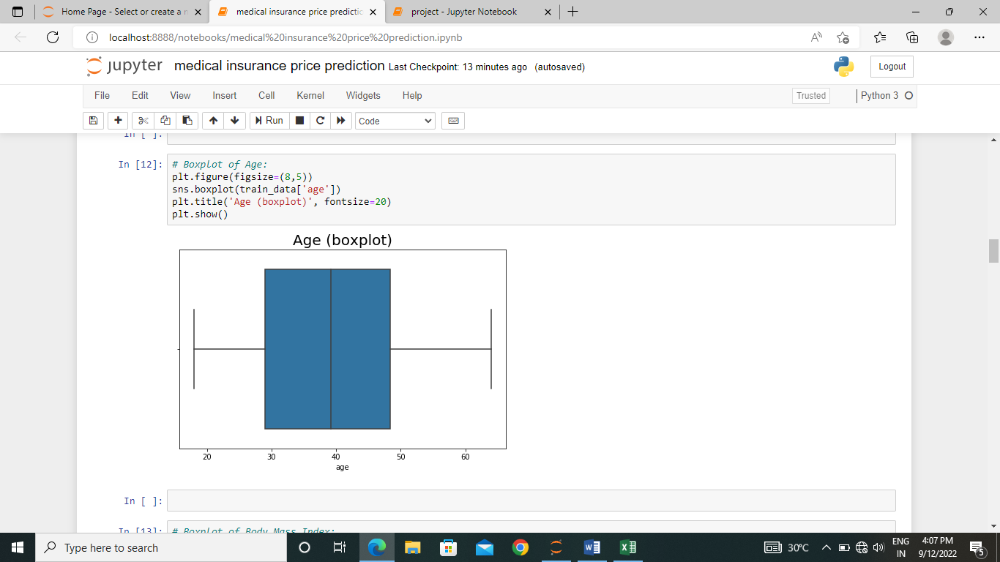 Home Page - Select or create a n
medical insurance price predictic
project - Jupyter Notebook
localhost:8888/notebooks/medical%20insurance%20price%20prediction.ipynb
jupyter medical insurance price prediction Last Checkpoint: 13 minutes ago (autosaved)
Logout
File Edit View Insert Cell Kernel Widgets Help
Trusted
Python 3
Run
Code
In [ ]:
In [12]:
# Boxplot of Age:
plt.figure(figsize=(8,5))
sns.boxplot(train_data['age'])
plt.title('Age (boxplot)', fontsize=20)
plt.show()
Age (boxplot)
20 30 40 50 60
age
In [ ]:
In [13]:
# Boxplot of Body Mass Index:
Type here to search
30°C
ENG
IN
4:07 PM
9/12/2022
5